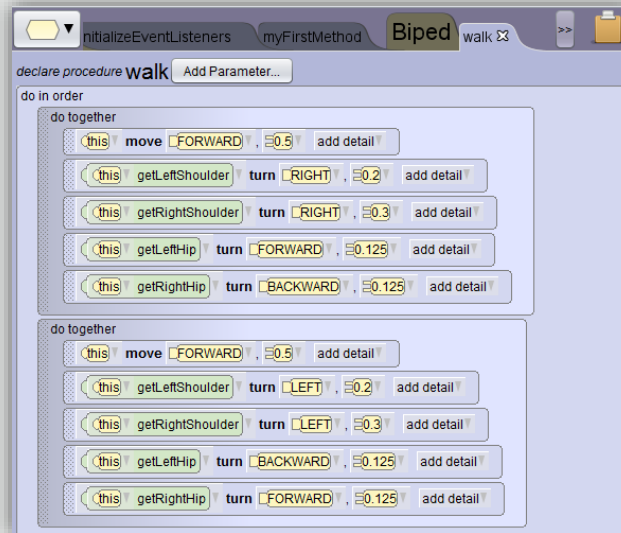 nitializeEventListeners myFirstMethod Biped walk >>
declare procedure walk Add Parameter...
do in order
do together
this move FORWARD , 0.5 add detail
this getLeftShoulder turn RIGHT , 0.2 add detail
this getRightShoulder turn RIGHT , 0.3 add detail
this getLeftHip turn FORWARD , 0.125 add detail
this getRightHip turn BACKWARD , 0.125 add detail
do together
this move FORWARD , 0.5 add detail
this getLeftShoulder turn LEFT , 0.2 add detail
this getRightShoulder turn LEFT , 0.3 add detail
this getLeftHip turn BACKWARD , 0.125 add detail
this getRightHip turn FORWARD , 0.125 add detail